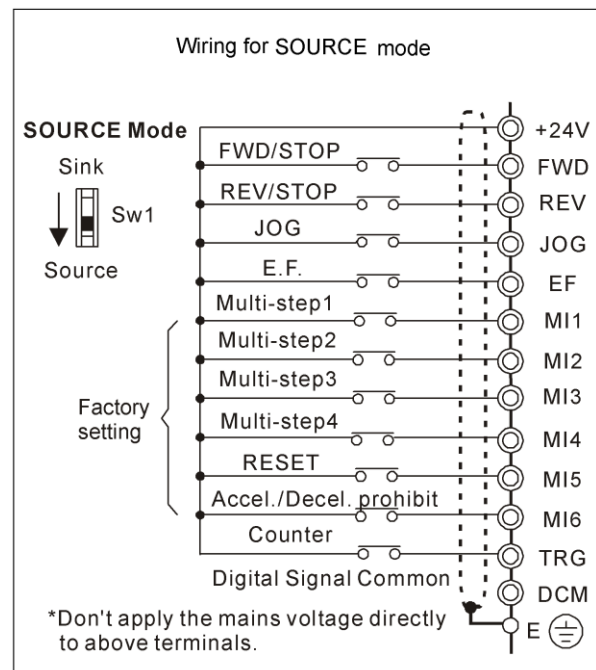 Wiring for SOURCE mode
SOURCE Mode
Sink
Sw1
Source
+24V
FWD/STOP
FWD
REV/STOP
REV
JOG
JOG
E.F.
EF
Multi-step1
MI1
Multi-step2
MI2
Multi-step3
MI3
Factory
setting
Multi-step4
MI4
RESET
MI5
Accel./Decel. prohibit
MI6
Counter
TRG
Digital Signal Common
DCM
*Don't apply the mains voltage directly
to above terminals.
E